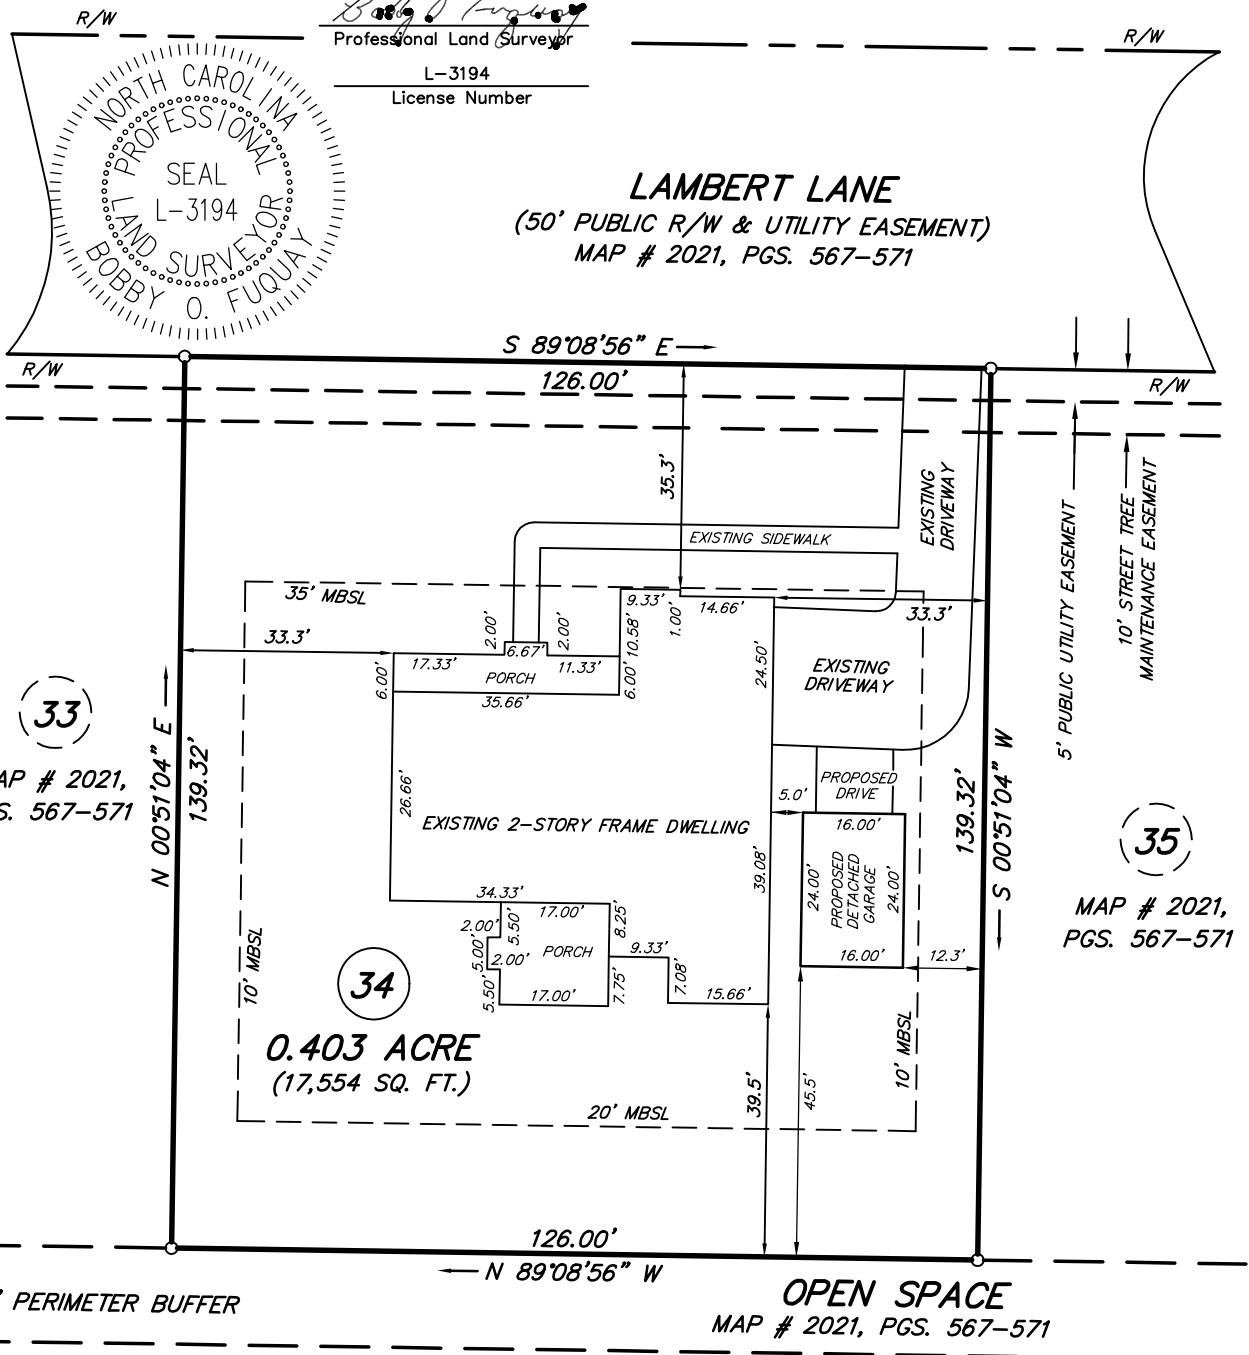 R/W
Professional Land Surveyor
L-3194
License Number
R/W
NORTH CAROLINA
PROFESSIONAL
SEAL
L-3194
LAND SURVEYOR
BOBBY O. FUQUAY
LAMBERT LANE
(50' PUBLIC R/W & UTILITY EASEMENT)
MAP # 2021, PGS. 567-571
S 89°08'56" E
126.00'
R/W
R/W
35.3'
EXISTING
DRIVEWAY
EXISTING SIDEWALK
5' PUBLIC UTILITY EASEMENT
10' STREET TREE
MAINTENANCE EASEMENT
35' MBSL
9.33'
1.00'
14.66'
33.3'
33.3'
2.00'
6.67'
2.00'
10.58'
17.33'
11.33'
6.00'
PORCH
6.00'
35.66'
24.50'
EXISTING
DRIVEWAY
33
MAP # 2021,
PGS. 567-571
N 00°51'04" E
139.32'
26.66'
EXISTING 2-STORY FRAME DWELLING
5.0'
PROPOSED
DRIVE
16.00'
24.00'
PROPOSED
DETACHED
GARAGE
24.00'
16.00'
12.3'
39.08'
139.32'
S 00°51'04" W
35
MAP # 2021,
PGS. 567-571
34.33'
17.00'
2.00'
5.50'
8.25'
5.00'
2.00'
PORCH
9.33'
5.50'
17.00'
7.75'
7.08'
15.66'
10' MBSL
34
0.403 ACRE
(17,554 SQ. FT.)
39.5'
45.5'
10' MBSL
20' MBSL
126.00'
N 89°08'56" W
' PERIMETER BUFFER
OPEN SPACE
MAP # 2021, PGS. 567-571